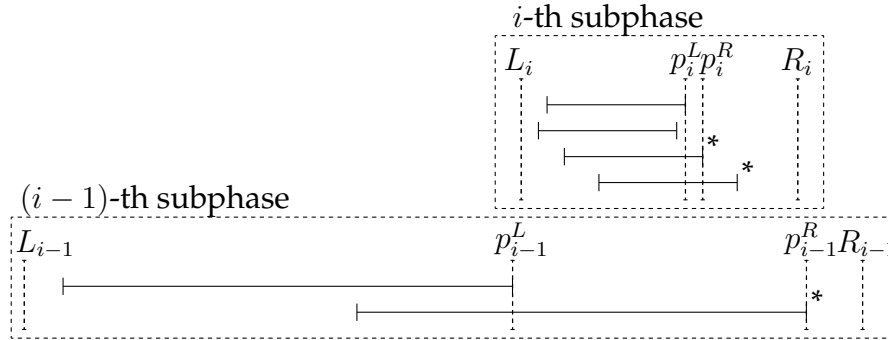 i-th subphase
L_i p_i^L p_i^R R_i
*
*
(i − 1)-th subphase
L_{i−1} p_{i−1}^L p_{i−1}^R R_{i−1}
*